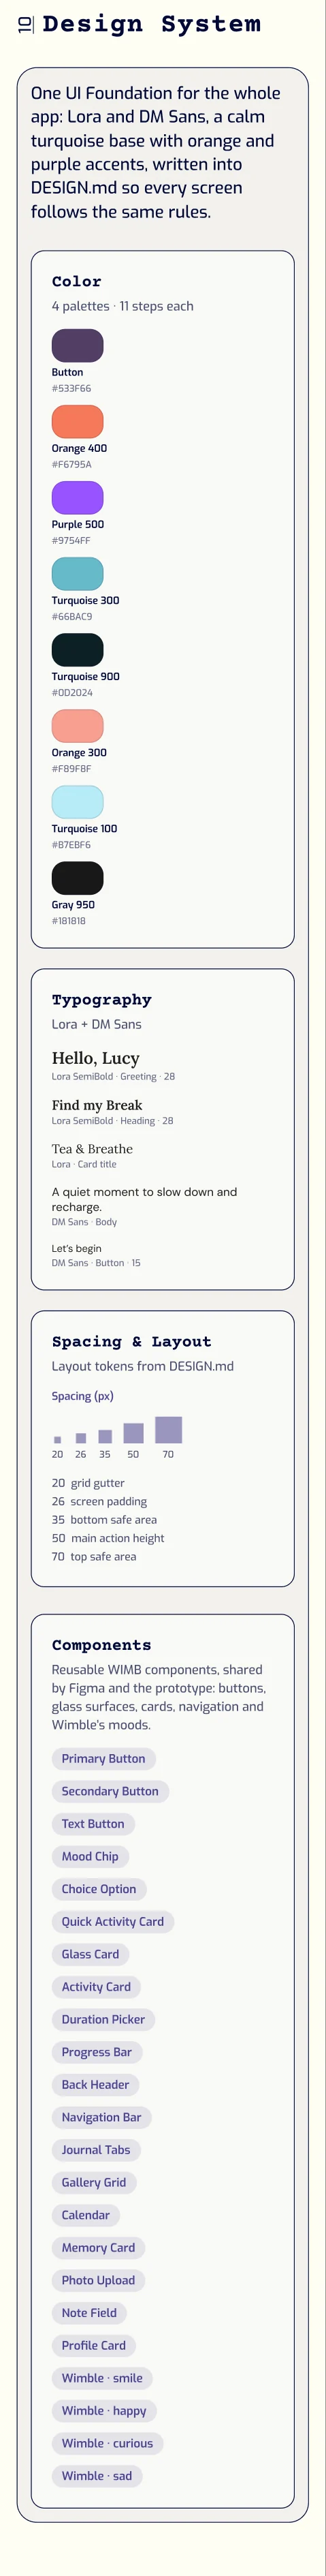 10 Design System
One UI Foundation for the whole
app: Lora and DM Sans, a calm
turquoise base with orange and
purple accents, written into
DESIGN.md so every screen
follows the same rules.
Color
4 palettes · 11 steps each
Button
#533F66
Orange 400
#F6795A
Purple 500
#9754FF
Turquoise 300
#66BAC9
Turquoise 900
#0D2024
Orange 300
#F89F8F
Turquoise 100
#B7EBF6
Gray 950
#181818
Typography
Lora + DM Sans
Hello, Lucy
Lora SemiBold · Greeting · 28
Find my Break
Lora SemiBold · Heading · 28
Tea & Breathe
Lora · Card title
A quiet moment to slow down and
recharge.
DM Sans · Body
Let's begin
DM Sans · Button · 15
Spacing & Layout
Layout tokens from DESIGN.md
Spacing (px)
20 26 35 50 70
20 grid gutter
26 screen padding
35 bottom safe area
50 main action height
70 top safe area
Components
Reusable WIMB components, shared
by Figma and the prototype: buttons,
glass surfaces, cards, navigation and
Wimble's moods.
Primary Button
Secondary Button
Text Button
Mood Chip
Choice Option
Quick Activity Card
Glass Card
Activity Card
Duration Picker
Progress Bar
Back Header
Navigation Bar
Journal Tabs
Gallery Grid
Calendar
Memory Card
Photo Upload
Note Field
Profile Card
Wimble · smile
Wimble · happy
Wimble · curious
Wimble · sad